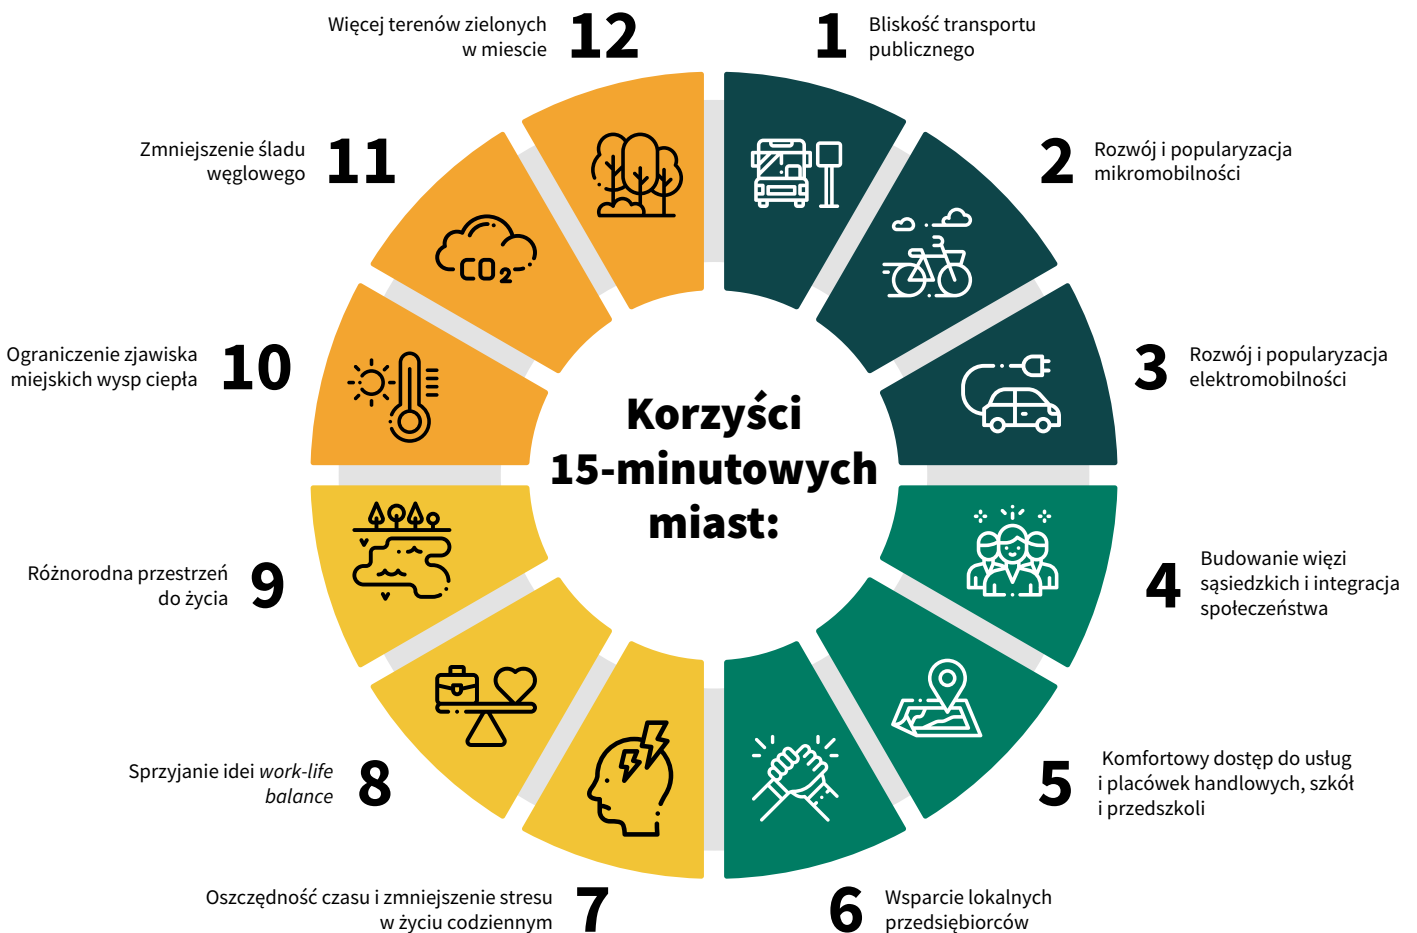 Korzyści
15-minutowych
miast:
1
Bliskość transportu
publicznego
2
Rozwój i popularyzacja
mikromobilności
3
Rozwój i popularyzacja
elektromobilności
4
Budowanie więzi
sąsiedzkich i integracja
społeczeństwa
5
Komfortowy dostęp do usług
i placówek handlowych, szkół
i przedszkoli
6
Wsparcie lokalnych
przedsiębiorców
7
Oszczędność czasu i zmniejszenie stresu
w życiu codziennym
8
Sprzyjanie idei work-life
balance
9
Różnorodna przestrzeń
do życia
10
Ograniczenie zjawiska
miejskich wysp ciepła
11
Zmniejszenie śladu
węglowego
CO2
12
Więcej terenów zielonych
w miescie